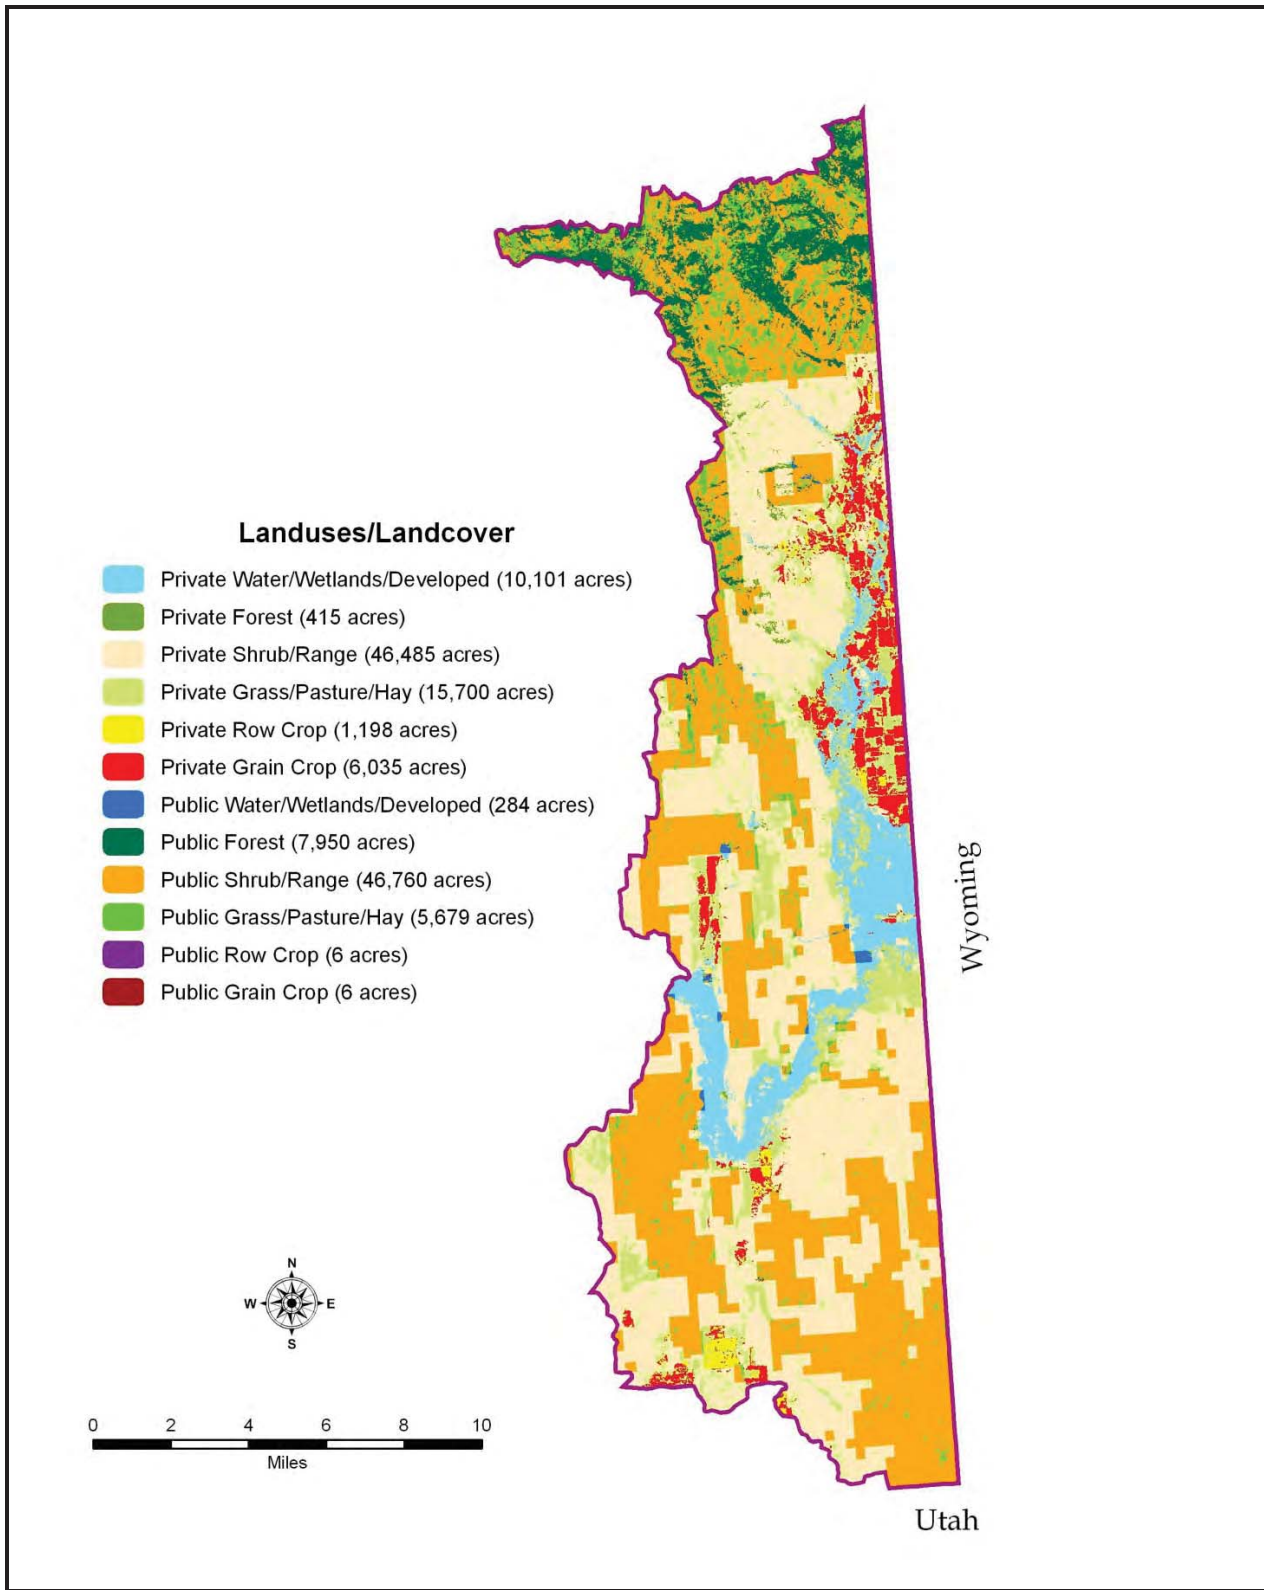 Landuses/Landcover
Private Water/Wetlands/Developed (10,101 acres)
Private Forest (415 acres)
Private Shrub/Range (46,485 acres)
Private Grass/Pasture/Hay (15,700 acres)
Private Row Crop (1,198 acres)
Private Grain Crop (6,035 acres)
Public Water/Wetlands/Developed (284 acres)
Public Forest (7,950 acres)
Public Shrub/Range (46,760 acres)
Public Grass/Pasture/Hay (5,679 acres)
Public Row Crop (6 acres)
Public Grain Crop (6 acres)
Wyoming
N
W E
S
0 2 4 6 8 10
Miles
Utah